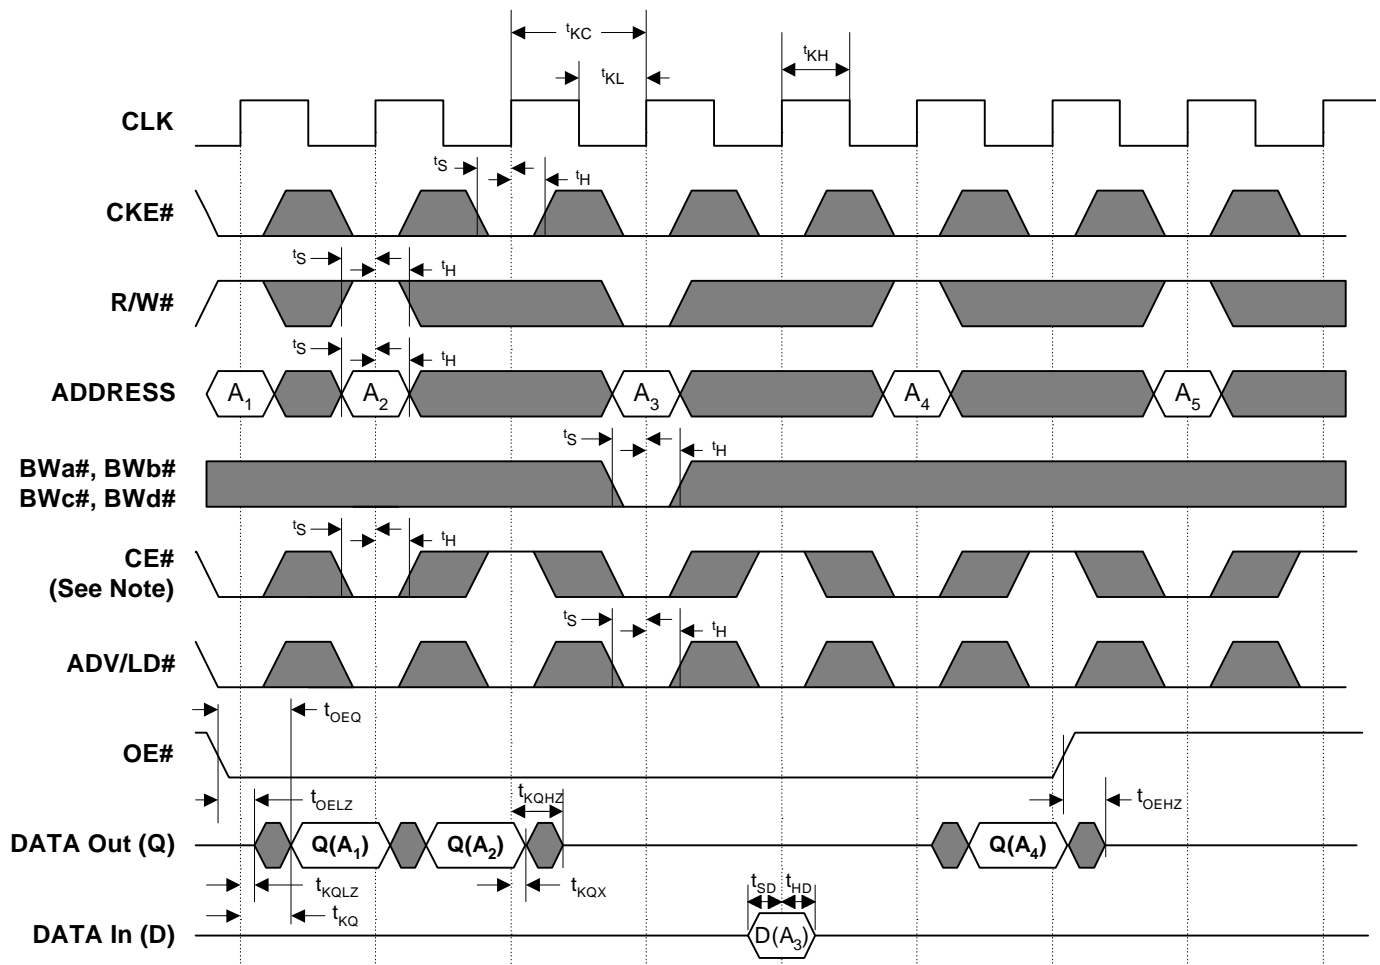 tKC
tKH
tKL
CLK
tS
tH
CKE#
tS
tH
R/W#
tS
tH
ADDRESS
A1
A2
A3
A4
A5
tS
tH
BWa#, BWb#
BWc#, BWd#
tS
tH
CE#
(See Note)
tS
tH
ADV/LD#
tOEQ
OE#
tOELZ
tKQHZ
tOEHZ
DATA Out (Q)
Q(A1)
Q(A2)
Q(A4)
tKQLZ
tKQX
tSD
tHD
tKQ
DATA In (D)
D(A3)